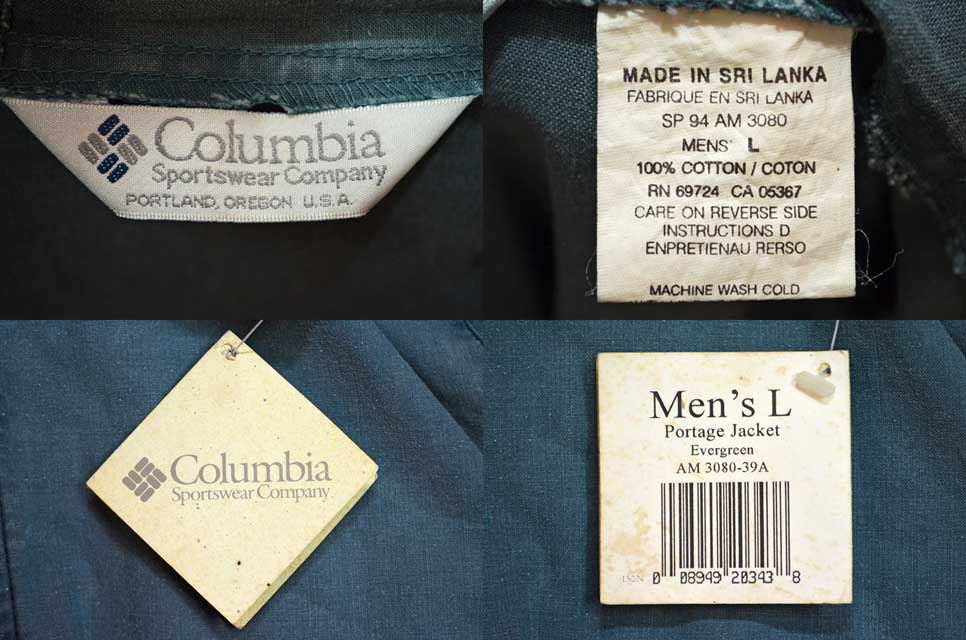 Columbia
Sportswear Company
PORTLAND, OREGON U.S.A.
MADE IN SRI LANKA
FABRIQUE EN SRI LANKA
SP 94 AM 3080
MENS' L
100% COTTON / COTON
RN 69724 CA 05367
CARE ON REVERSE SIDE
INSTRUCTIONS D
ENPRETIENAU RERSO
MACHINE WASH COLD
Columbia
Sportswear Company
Men's L
Portage Jacket
Evergreen
AM 3080-39A
0 08949 20343 8